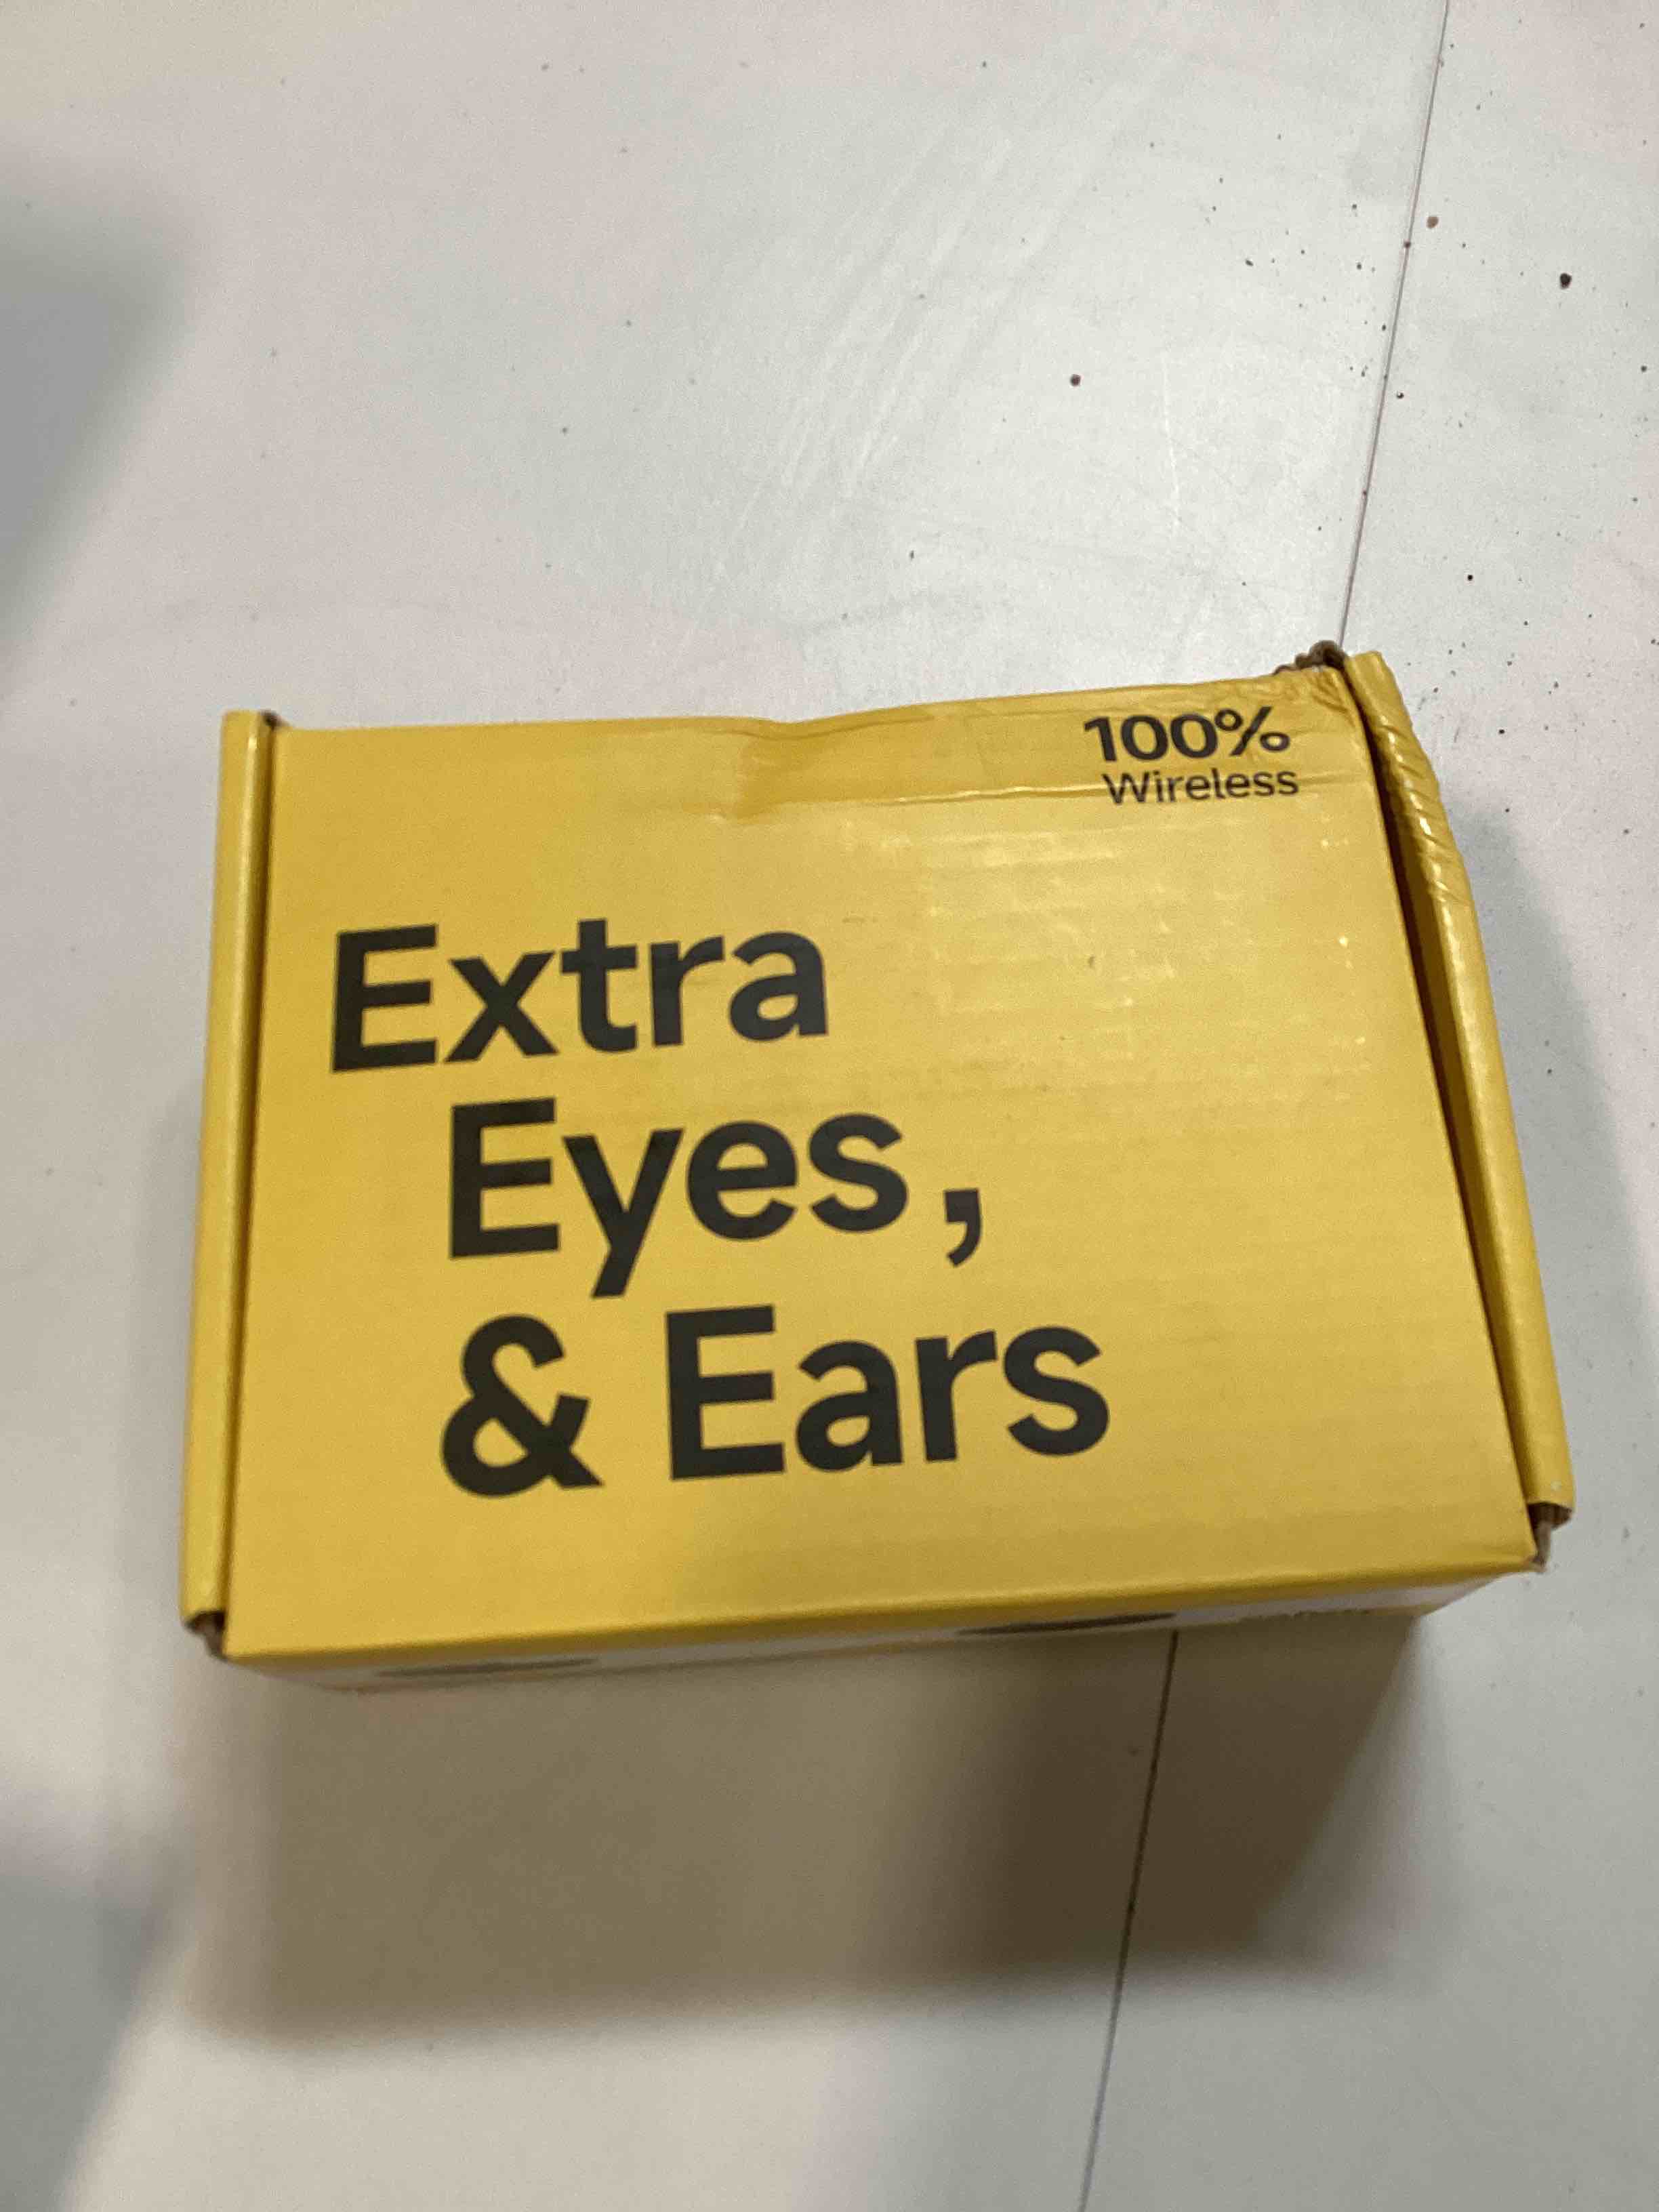 100%
Wireless
Extra
Eyes,
& Ears